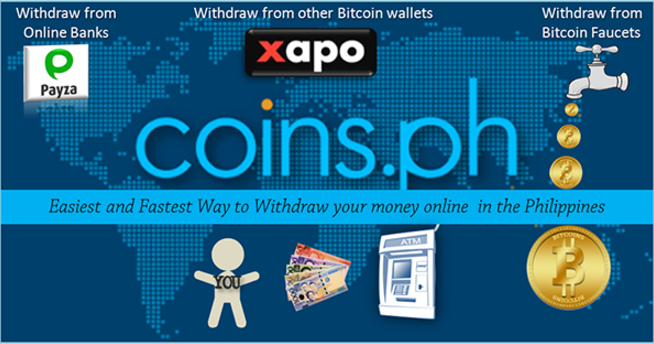 Withdraw from
Online Banks
Withdraw from other Bitcoin wallets
Withdraw from
Bitcoin Faucets
Payza
xapo
coins.ph
Easiest and Fastest Way to Withdraw your money online in the Philippines
YOU
ATM
BITCOINS
B